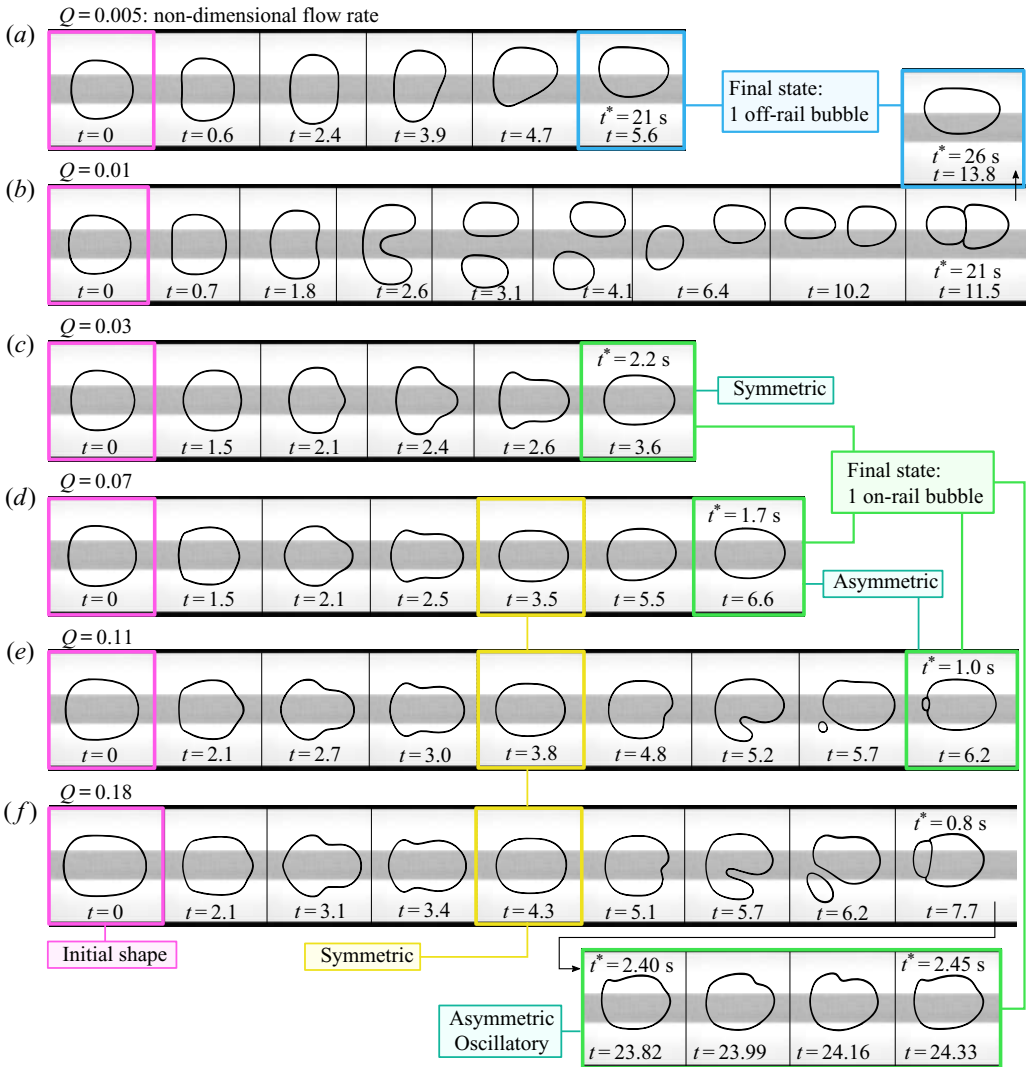 Q = 0.005: non-dimensional flow rate
(a)
t = 0
t = 0.6
t = 2.4
t = 3.9
t = 4.7
t* = 21 s
t = 5.6
Final state:
1 off-rail bubble
t* = 26 s
t = 13.8
Q = 0.01
(b)
t = 0
t = 0.7
t = 1.8
t = 2.6
t = 3.1
t = 4.1
t = 6.4
t = 10.2
t* = 21 s
t = 11.5
Q = 0.03
(c)
t = 0
t = 1.5
t = 2.1
t = 2.4
t = 2.6
t* = 2.2 s
t = 3.6
Symmetric
Final state:
1 on-rail bubble
Q = 0.07
(d)
t = 0
t = 1.5
t = 2.1
t = 2.5
t = 3.5
t = 5.5
t* = 1.7 s
t = 6.6
Asymmetric
Q = 0.11
(e)
t = 0
t = 2.1
t = 2.7
t = 3.0
t = 3.8
t = 4.8
t = 5.2
t = 5.7
t* = 1.0 s
t = 6.2
Q = 0.18
(f)
t = 0
t = 2.1
t = 3.1
t = 3.4
t = 4.3
t = 5.1
t = 5.7
t = 6.2
t* = 0.8 s
t = 7.7
Initial shape
Symmetric
Asymmetric
Oscillatory
t* = 2.40 s
t = 23.82
t = 23.99
t = 24.16
t* = 2.45 s
t = 24.33